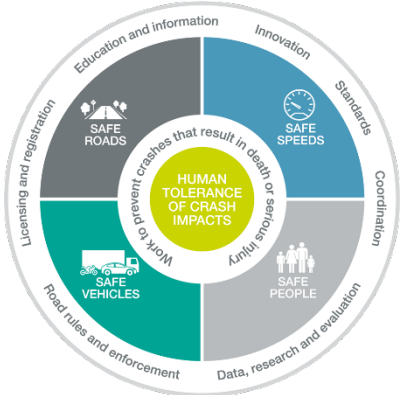 Education and information
Innovation
Standards
Coordination
Data, research and evaluation
Road rules and enforcement
Licensing and registration
SAFE
ROADS
SAFE
SPEEDS
Work to prevent crashes that result in death or serious injury
HUMAN
TOLERANCE
OF CRASH
IMPACTS
SAFE
VEHICLES
SAFE
PEOPLE